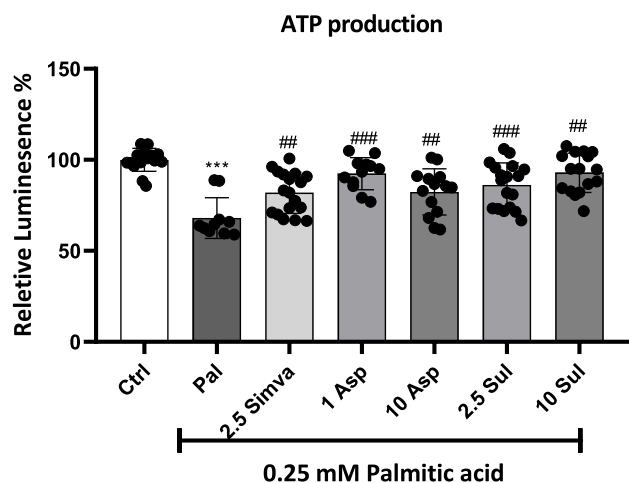 ATP production
Reletive Luminesence %
150
100
50
0
***
##
###
##
###
##
Ctrl
Pal
2.5 Simva
1 Asp
10 Asp
2.5 Sul
10 Sul
0.25 mM Palmitic acid